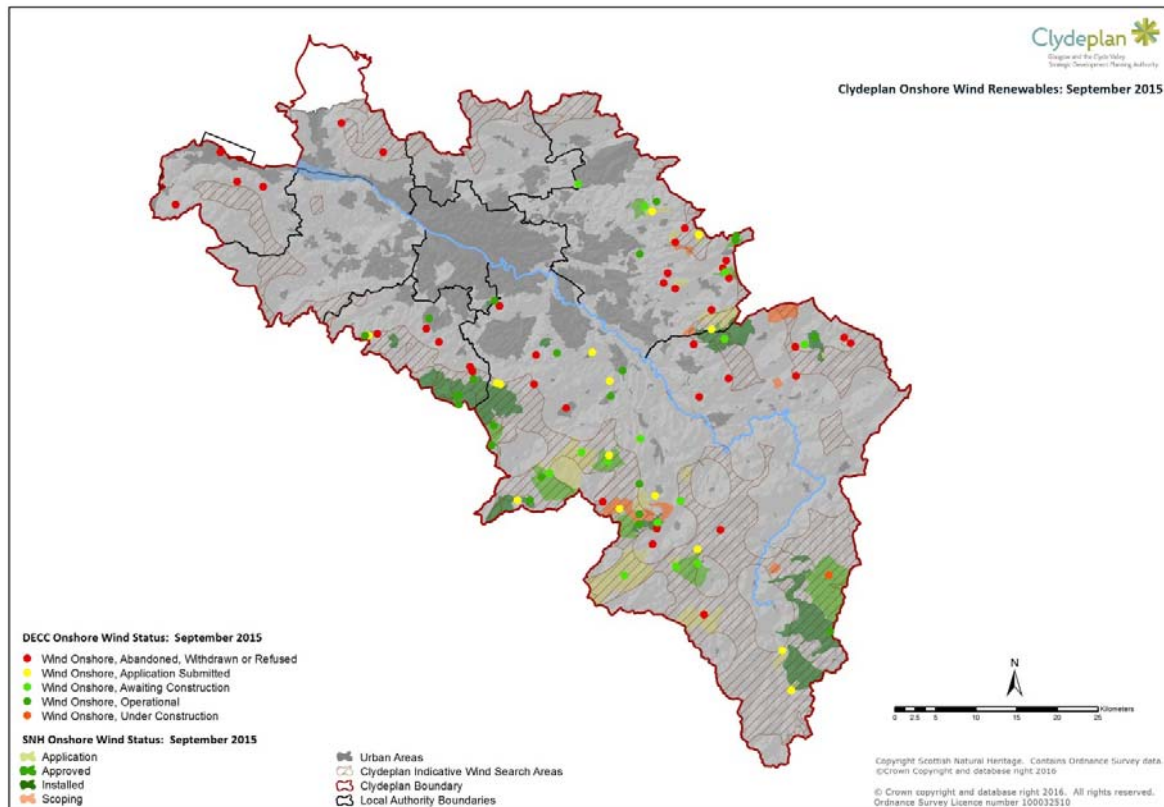 Clydeplan
Glasgow and the Clyde Valley
Strategic Development Planning Authority
Clydeplan Onshore Wind Renewables: September 2015
DECC Onshore Wind Status: September 2015
Wind Onshore, Abandoned, Withdrawn or Refused
Wind Onshore, Application Submitted
Wind Onshore, Awaiting Construction
Wind Onshore, Operational
Wind Onshore, Under Construction
SNH Onshore Wind Status: September 2015
Application
Approved
Installed
Scoping
Urban Areas
Clydeplan Indicative Wind Search Areas
Clydeplan Boundary
Local Authority Boundaries
N
0 2.5 5 10 15 20 25
Kilometers
Copyright Scottish Natural Heritage. Contains Ordnance Survey data.
©Crown Copyright and database right 2016
© Crown copyright and database right 2016. All rights reserved.
Ordnance Survey Licence number 100032510